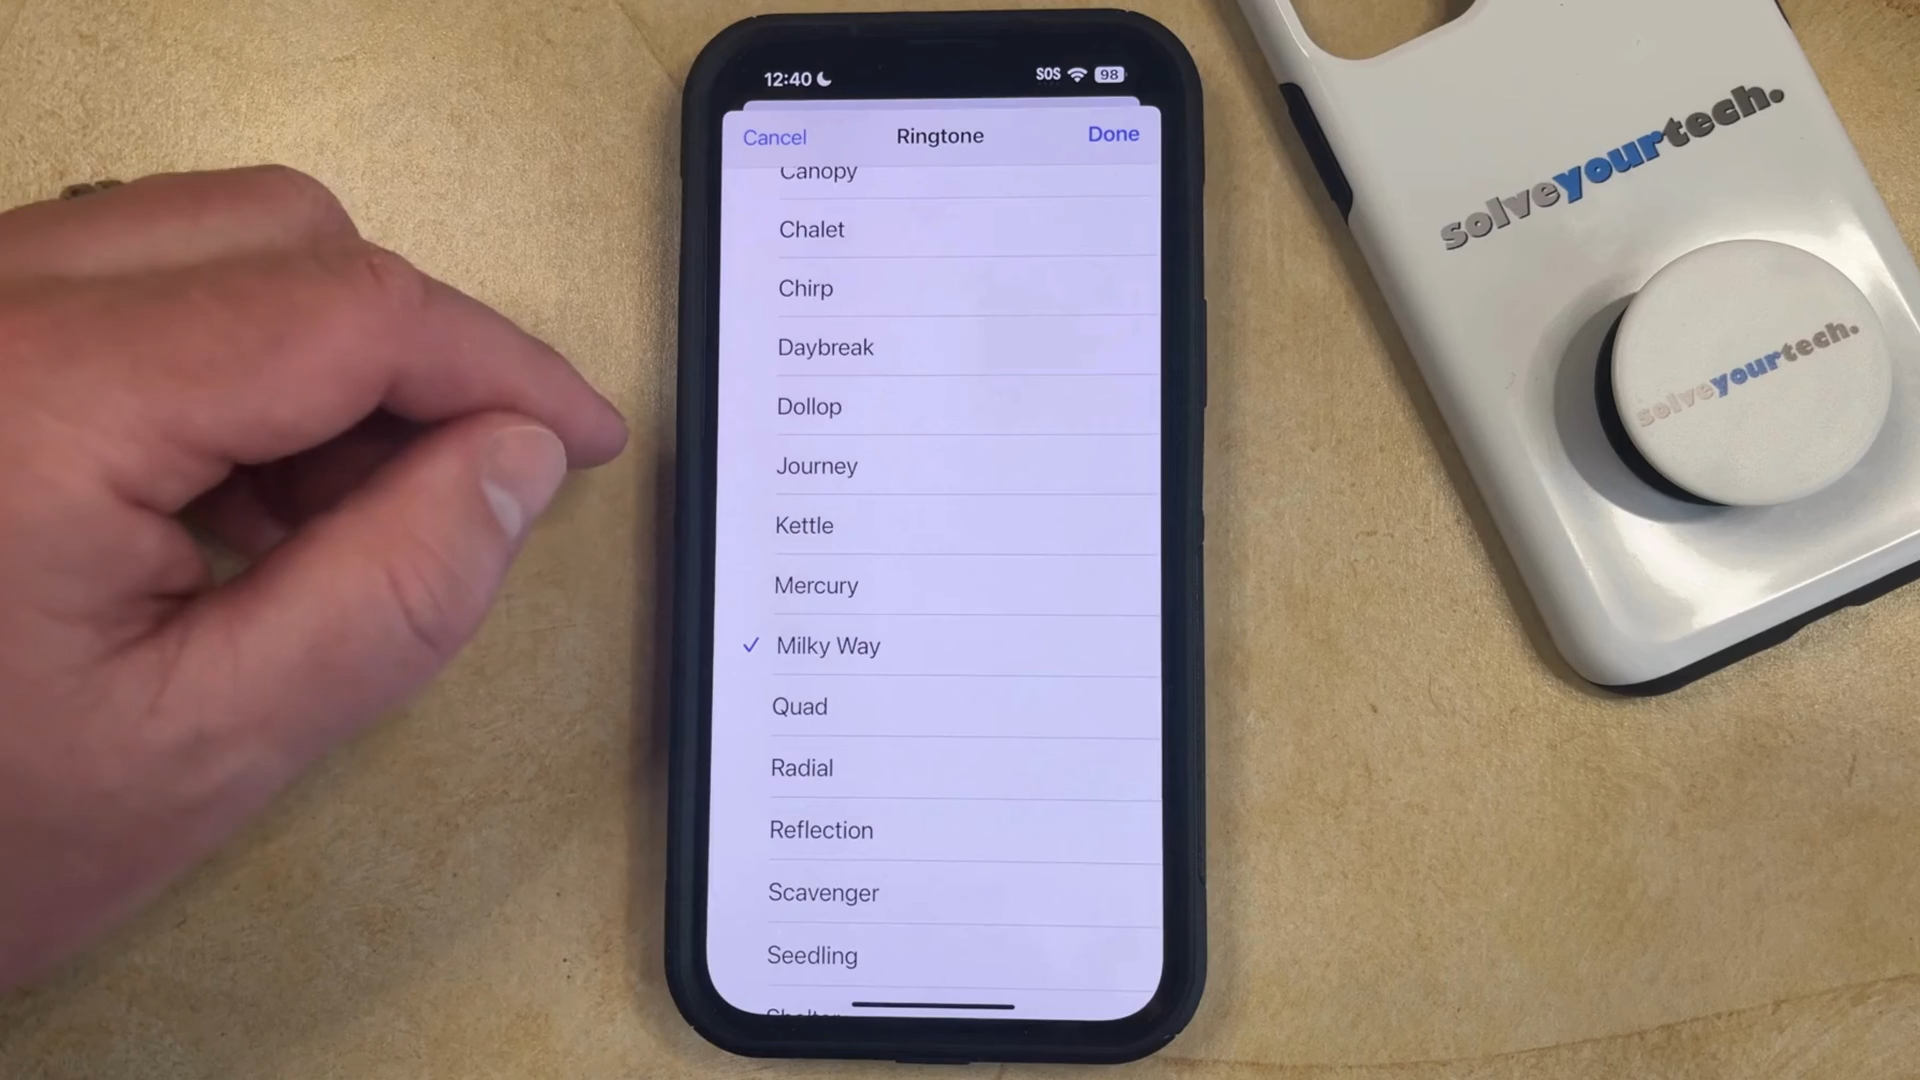 12:40
SOS 98
Cancel Ringtone Done
Canopy
Chalet
Chirp
Daybreak
Dollop
Journey
Kettle
Mercury
✓ Milky Way
Quad
Radial
Reflection
Scavenger
Seedling
Shelter
solveyourtech.
solveyourtech.